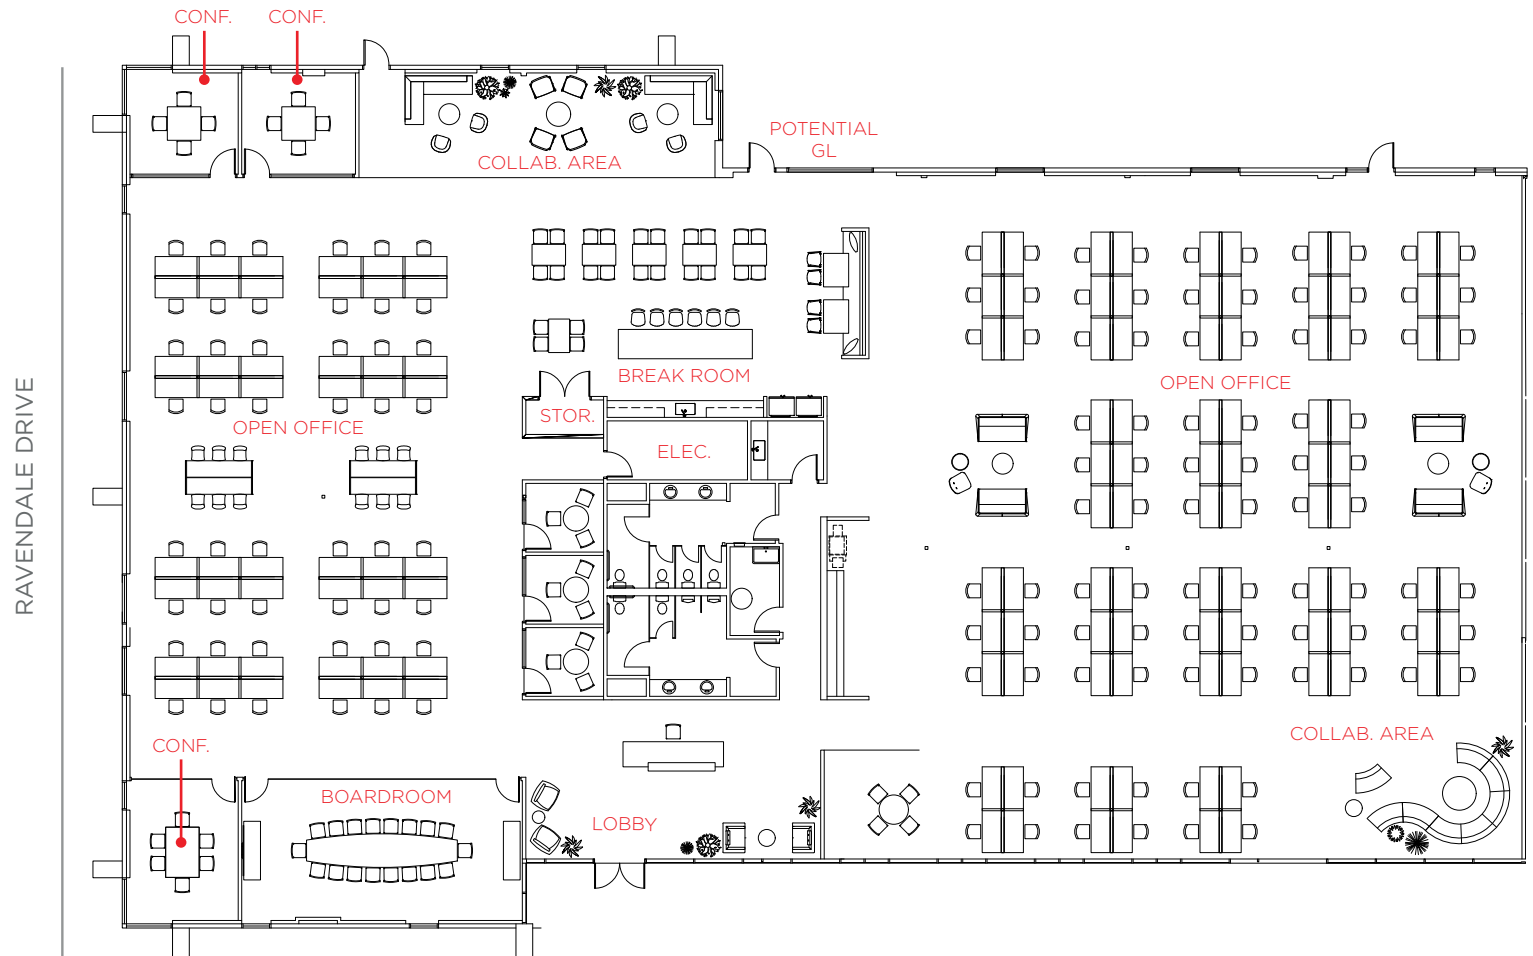 CONF.
CONF.
POTENTIAL
GL
COLLAB. AREA
BREAK ROOM
OPEN OFFICE
STOR.
OPEN OFFICE
ELEC.
RAVENDALE DRIVE
COLLAB. AREA
CONF.
BOARDROOM
LOBBY